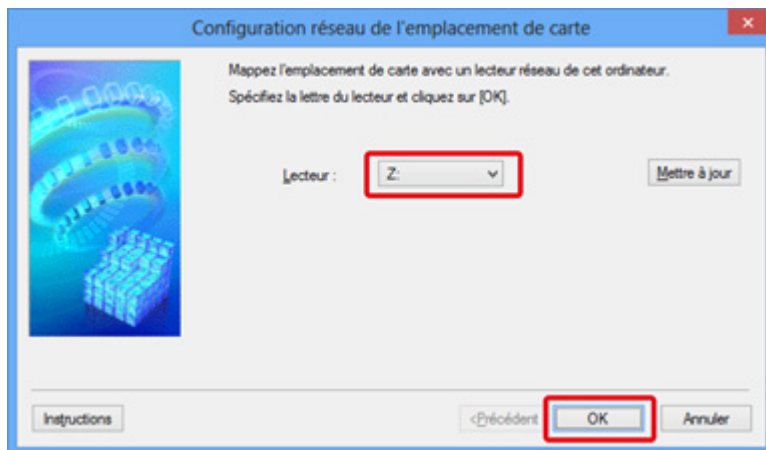 Configuration réseau de l'emplacement de carte
Mappez l'emplacement de carte avec un lecteur réseau de cet ordinateur.
Spécifiez la lettre du lecteur et cliquez sur [OK].
Lecteur : Z: Mettre à jour
Instructions <Précédent OK Annuler